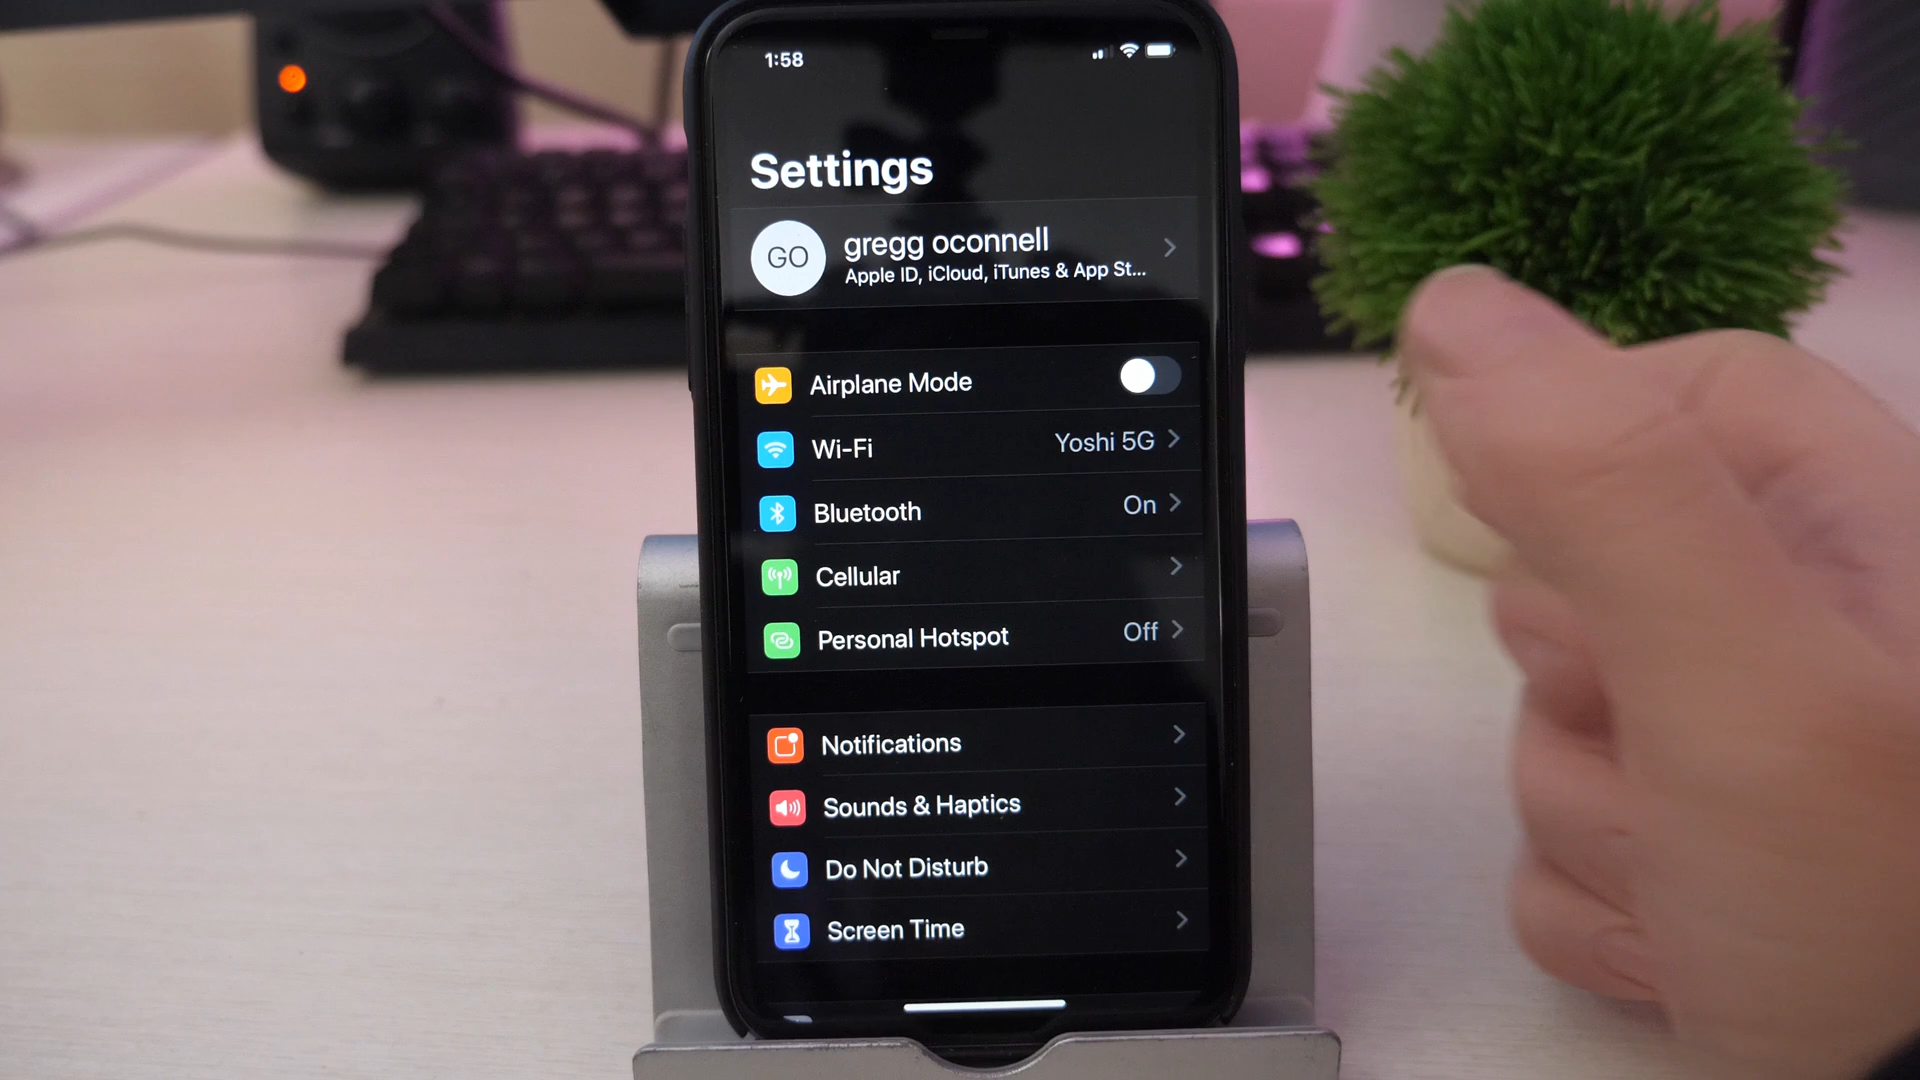 1:58
Settings
GO
gregg oconnell
Apple ID, iCloud, iTunes & App St...
Airplane Mode
Wi-Fi Yoshi 5G
Bluetooth On
Cellular
Personal Hotspot Off
Notifications
Sounds & Haptics
Do Not Disturb
Screen Time